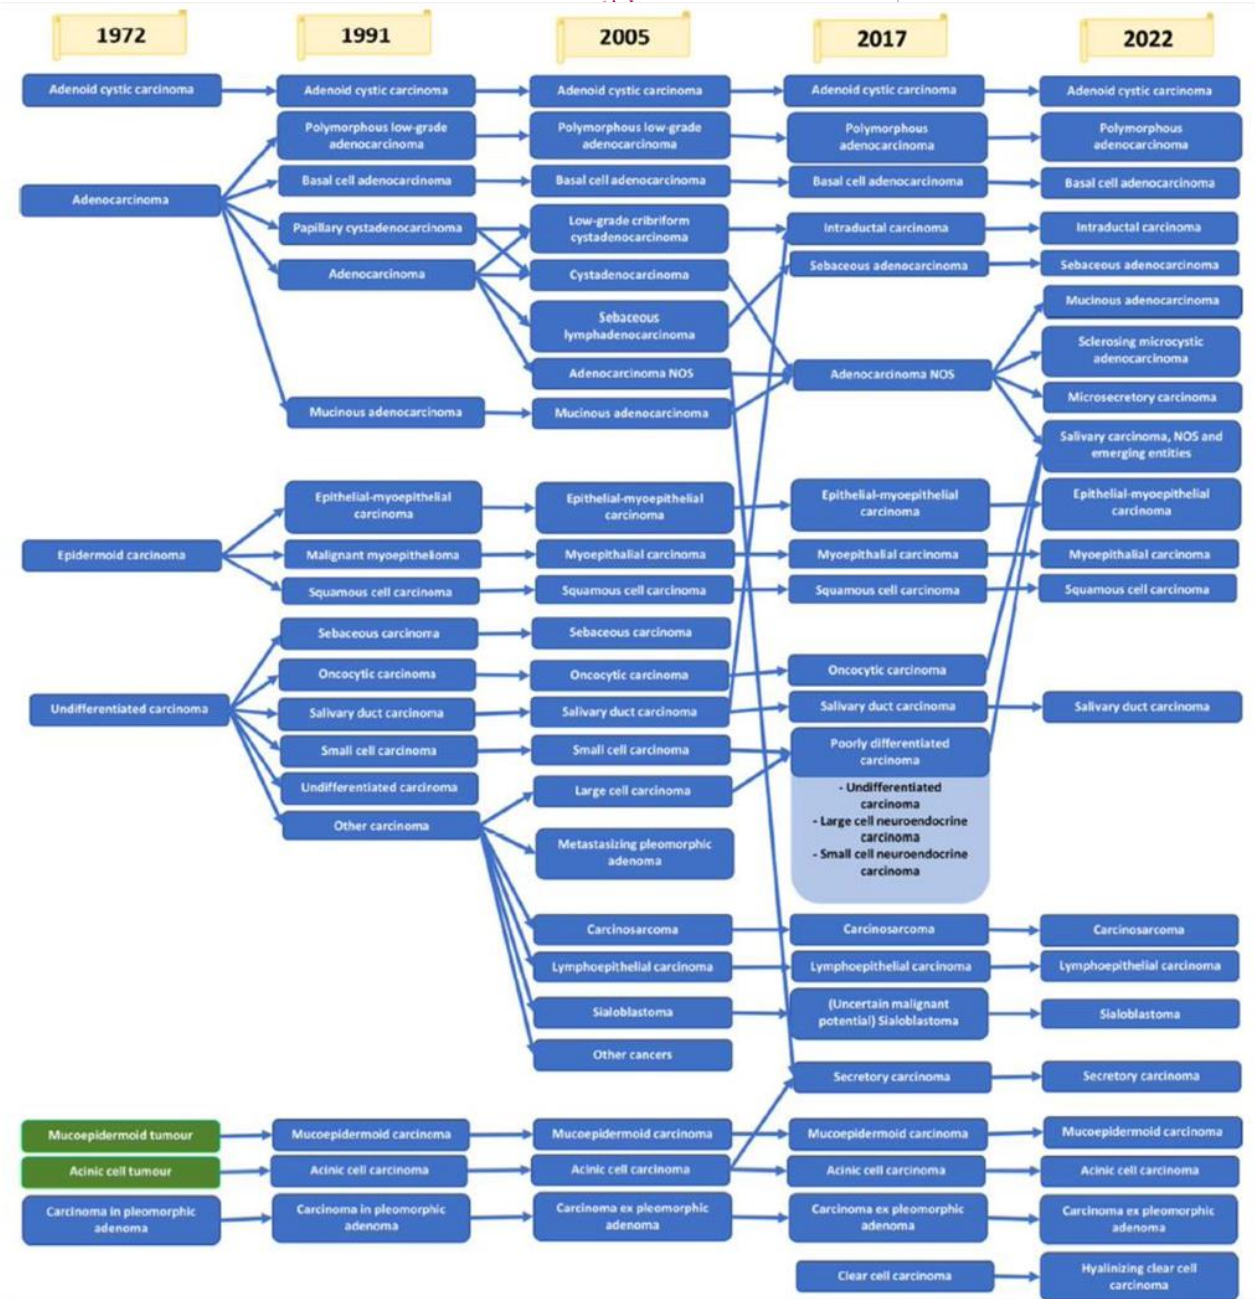 1972
1991
2005
2017
2022
Adenoid cystic carcinoma
Adenoid cystic carcinoma
Adenoid cystic carcinoma
Adenoid cystic carcinoma
Adenoid cystic carcinoma
Adenocarcinoma
Polymorphous low-grade
adenocarcinoma
Polymorphous low-grade
adenocarcinoma
Polymorphous
adenocarcinoma
Polymorphous
adenocarcinoma
Basal cell adenocarcinoma
Basal cell adenocarcinoma
Basal cell adenocarcinoma
Basal cell adenocarcinoma
Papillary cystadenocarcinoma
Low-grade cribriform
cystadenocarcinoma
Intraductal carcinoma
Intraductal carcinoma
Adenocarcinoma
Cystadenocarcinoma
Sebaceous adenocarcinoma
Sebaceous adenocarcinoma
Sebaceous
lymphadenocarcinoma
Mucinous adenocarcinoma
Sclerosing microcystic
adenocarcinoma
Adenocarcinoma NOS
Adenocarcinoma NOS
Microsecretory carcinoma
Mucinous adenocarcinoma
Mucinous adenocarcinoma
Salivary carcinoma, NOS and
emerging entities
Epidermoid carcinoma
Epithelial-myoepithelial
carcinoma
Epithelial-myoepithelial
carcinoma
Epithelial-myoepithelial
carcinoma
Epithelial-myoepithelial
carcinoma
Malignant myoepithelioma
Myoepithalial carcinoma
Myoepithalial carcinoma
Myoepithalial carcinoma
Squamous cell carcinoma
Squamous cell carcinoma
Squamous cell carcinoma
Squamous cell carcinoma
Undifferentiated carcinoma
Sebaceous carcinoma
Sebaceous carcinoma
Oncocytic carcinoma
Oncocytic carcinoma
Oncocytic carcinoma
Salivary duct carcinoma
Salivary duct carcinoma
Salivary duct carcinoma
Salivary duct carcinoma
Small cell carcinoma
Small cell carcinoma
Poorly differentiated
carcinoma
- Undifferentiated
carcinoma
- Large cell neuroendocrine
carcinoma
- Small cell neuroendocrine
carcinoma
Undifferentiated carcinoma
Large cell carcinoma
Other carcinoma
Metastasizing pleomorphic
adenoma
Carcinosarcoma
Carcinosarcoma
Carcinosarcoma
Lymphoepithelial carcinoma
Lymphoepithelial carcinoma
Lymphoepithelial carcinoma
Sialoblastoma
(Uncertain malignant
potential) Sialoblastoma
Sialoblastoma
Other cancers
Secretory carcinoma
Secretory carcinoma
Mucoepidermoid tumour
Mucoepidermoid carcinoma
Mucoepidermoid carcinoma
Mucoepidermoid carcinoma
Mucoepidermoid carcinoma
Acinic cell tumour
Acinic cell carcinoma
Acinic cell carcinoma
Acinic cell carcinoma
Acinic cell carcinoma
Carcinoma in pleomorphic
adenoma
Carcinoma in pleomorphic
adenoma
Carcinoma ex pleomorphic
adenoma
Carcinoma ex pleomorphic
adenoma
Carcinoma ex pleomorphic
adenoma
Clear cell carcinoma
Hyalinizing clear cell
carcinoma